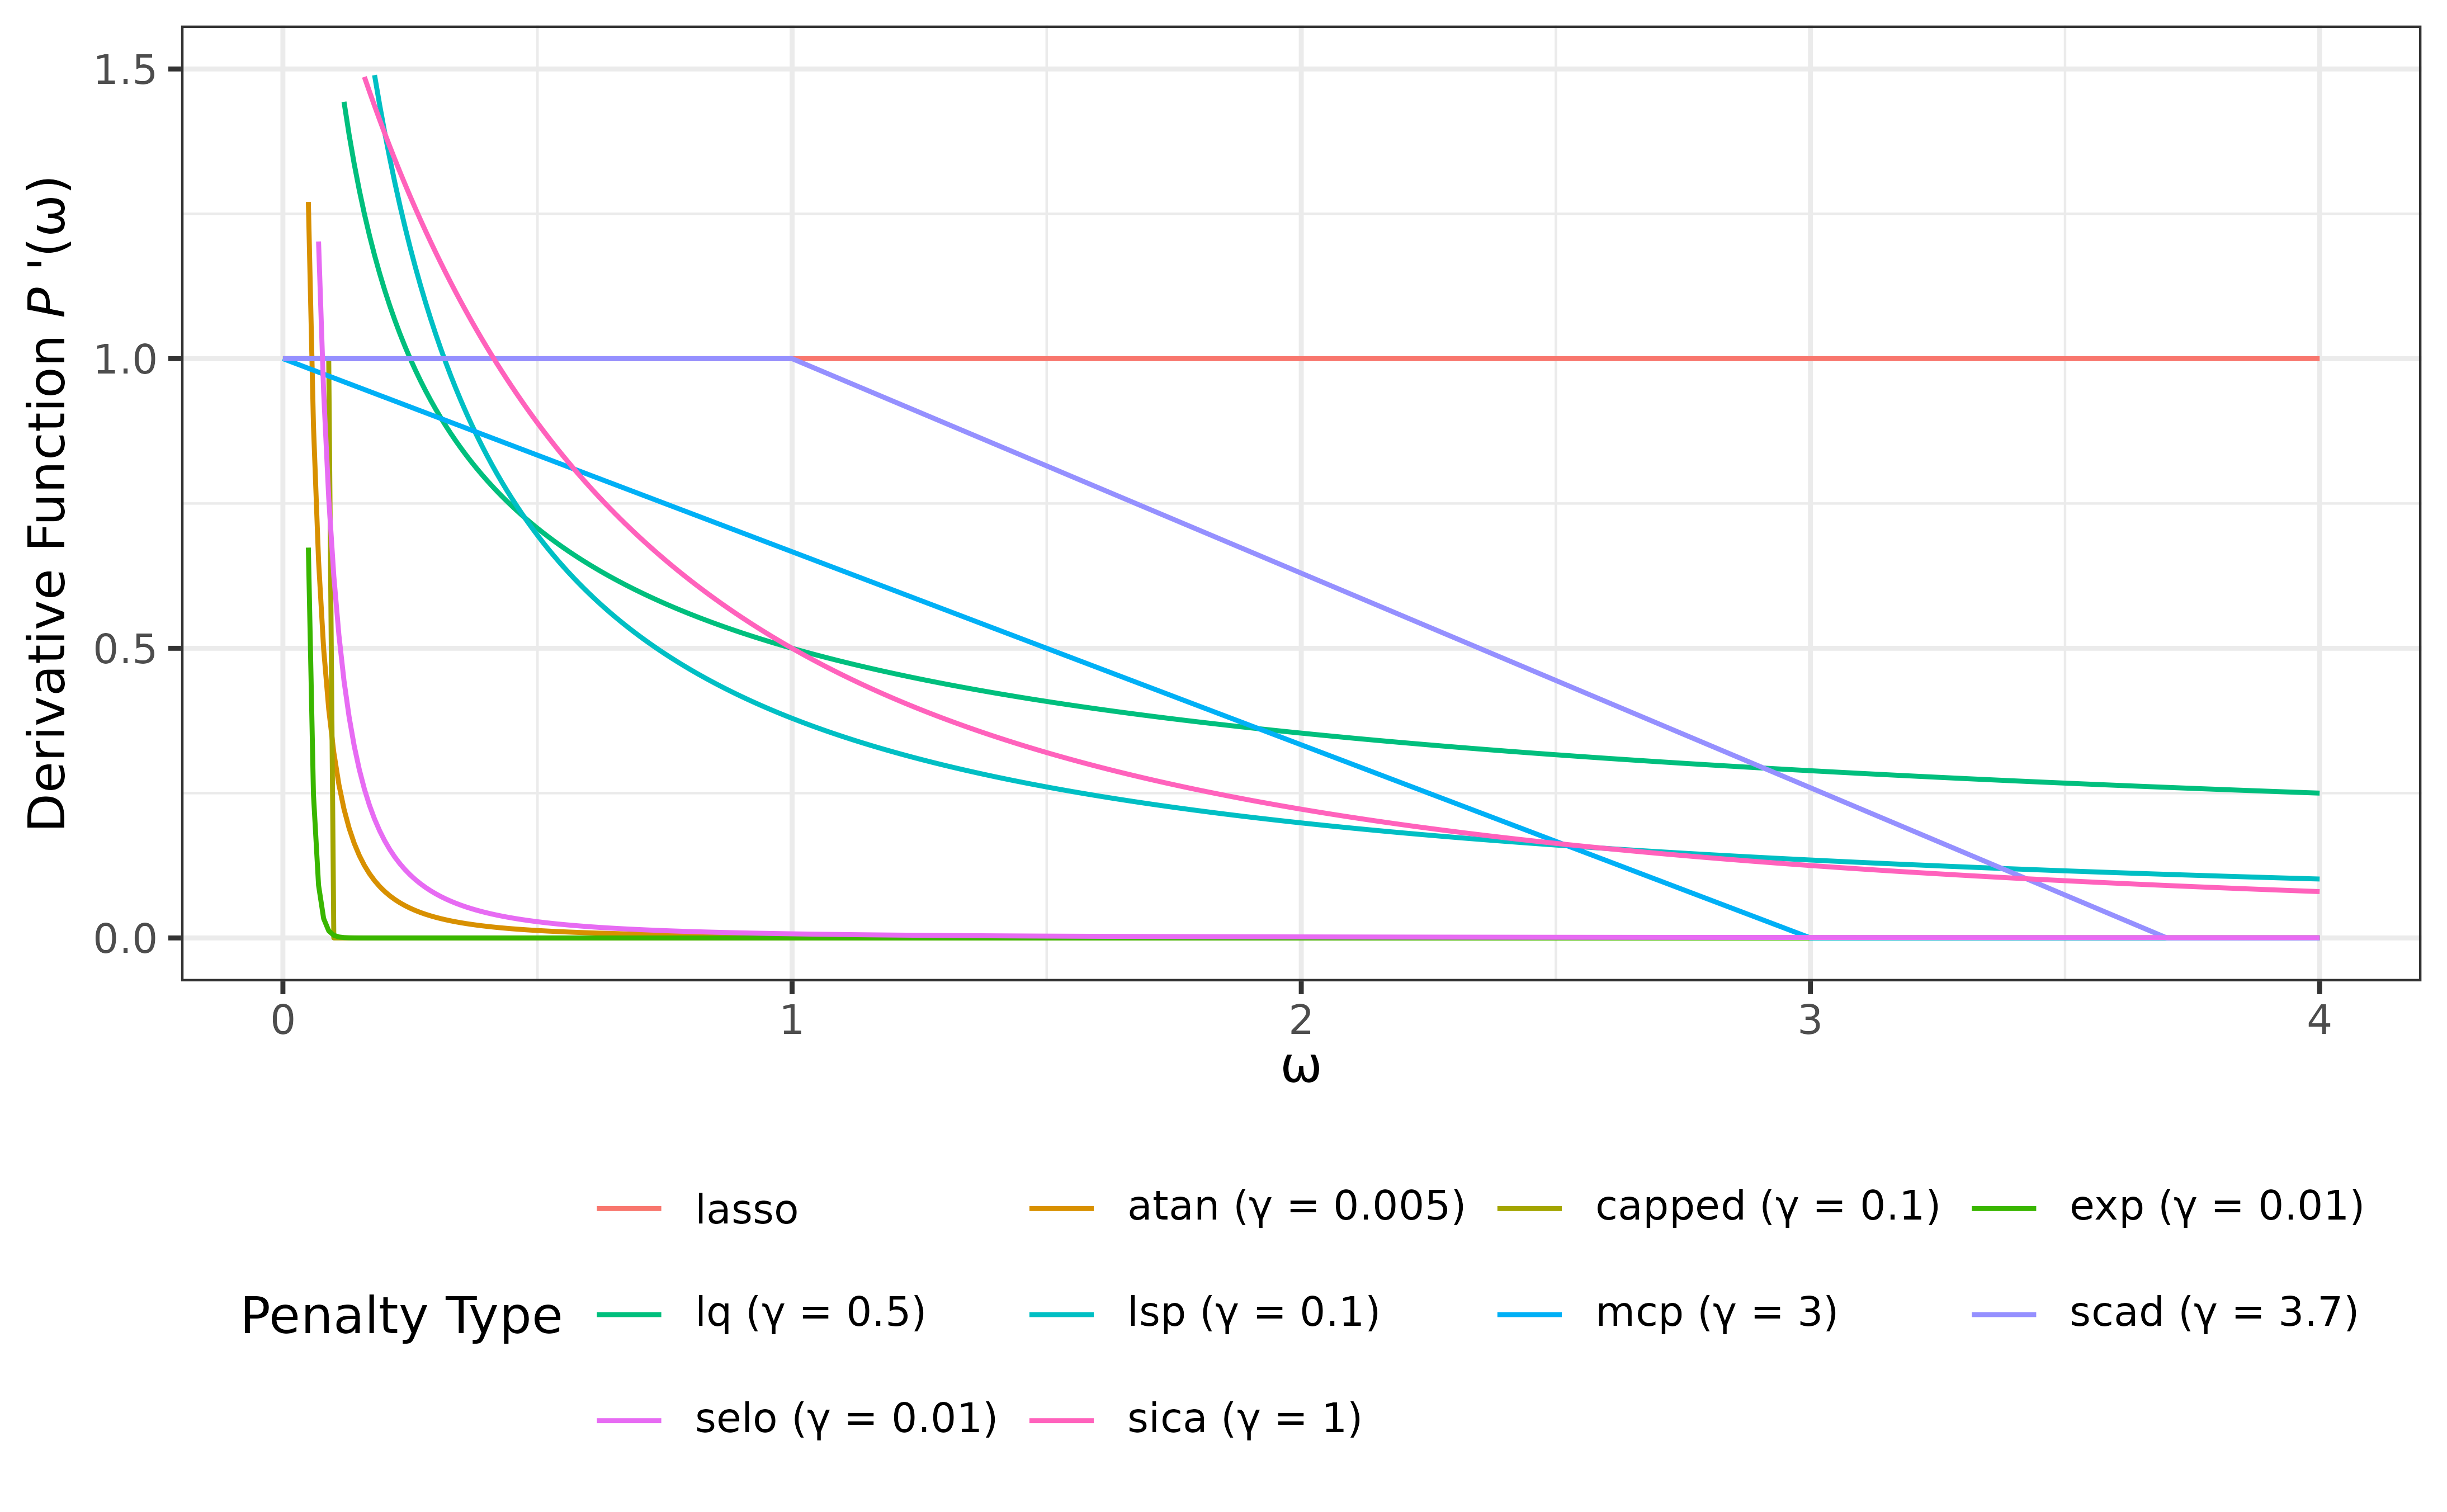 Derivative Function P '(ω)
1.5
1.0
0.5
0.0
0 1 2 3 4
ω
Penalty Type
lasso atan (γ = 0.005) capped (γ = 0.1) exp (γ = 0.01)
lq (γ = 0.5) lsp (γ = 0.1) mcp (γ = 3) scad (γ = 3.7)
selo (γ = 0.01) sica (γ = 1)